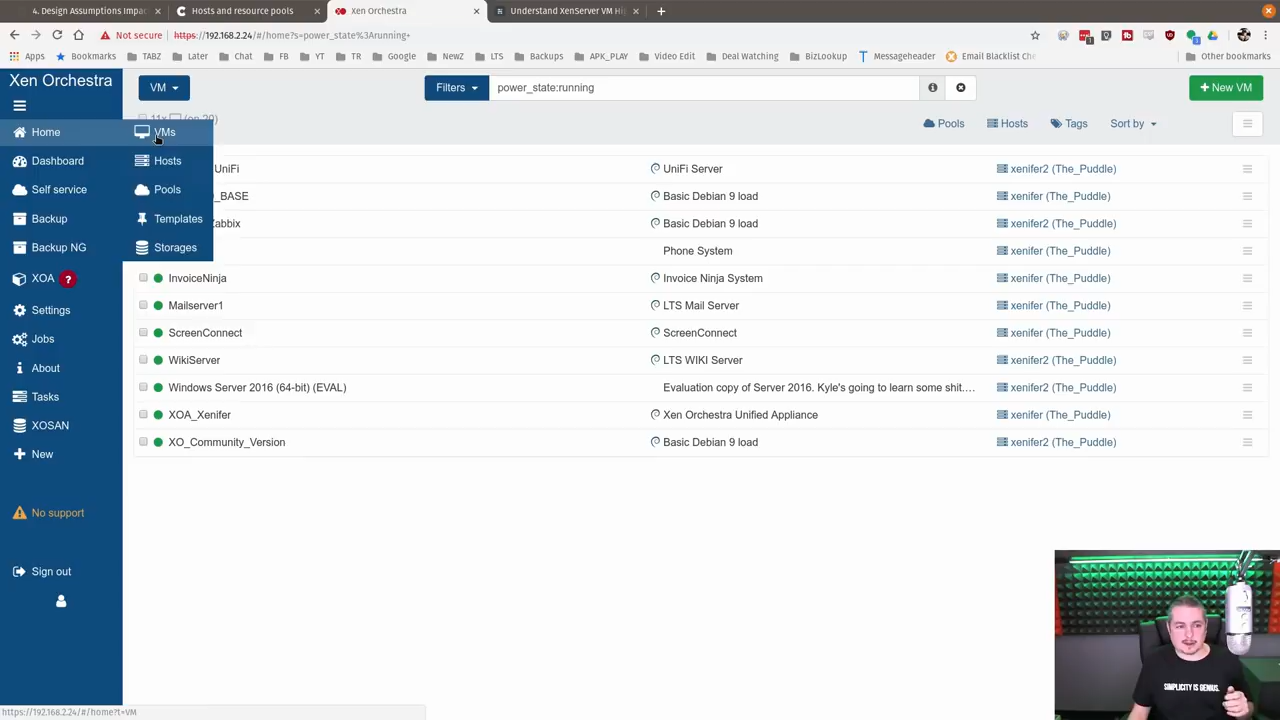 4. Design Assumptions Impac
Hosts and resource pools
Xen Orchestra
Understand XenServer VM Hi
Not secure
https://192.168.2.24/#/home?s=power_state%3Arunning+
Apps
Bookmarks
TABZ
Later
Chat
FB
YT
TR
Google
NewZ
LTS
Backups
APK_PLAY
Video Edit
Deal Watching
BizLookup
Messageheader
Email Blacklist Che
Other bookmarks
Xen Orchestra
VM
Filters
power_state:running
+ New VM
11x (on 20)
Pools
Hosts
Tags
Sort by
Home
Dashboard
Self service
Backup
Backup NG
XOA ?
Settings
Jobs
About
Tasks
XOSAN
New
No support
Sign out
VMs
Hosts
Pools
Templates
Storages
UniFi UniFi Server xenifer2 (The_Puddle)
_BASE Basic Debian 9 load xenifer (The_Puddle)
abbix Basic Debian 9 load xenifer (The_Puddle)
Phone System xenifer (The_Puddle)
InvoiceNinja Invoice Ninja System xenifer (The_Puddle)
Mailserver1 LTS Mail Server xenifer (The_Puddle)
ScreenConnect ScreenConnect xenifer (The_Puddle)
WikiServer LTS WIKI Server xenifer (The_Puddle)
Windows Server 2016 (64-bit) (EVAL) Evaluation copy of Server 2016. Kyle's going to learn some shit.... xenifer2 (The_Puddle)
XOA_Xenifer Xen Orchestra Unified Appliance xenifer (The_Puddle)
XO_Community_Version Basic Debian 9 load xenifer2 (The_Puddle)
SIMPLICITY IS GENIUS.
https://192.168.2.24/#/home?t=VM